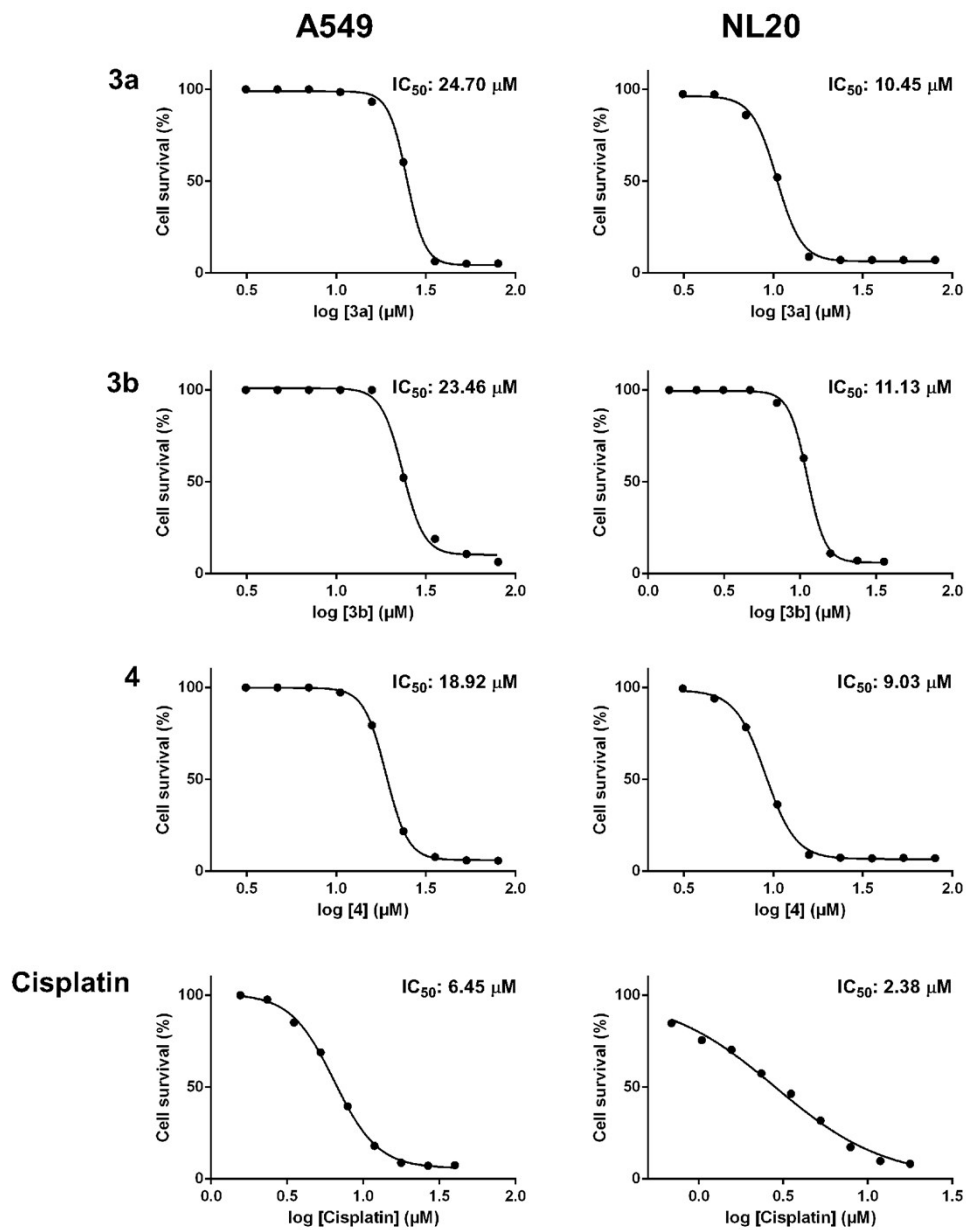 A549 NL20
3a
IC50: 24.70 μM
Cell survival (%)
100
50
0
0.5 1.0 1.5 2.0
log [3a] (μM)
IC50: 10.45 μM
Cell survival (%)
100
50
0
0.5 1.0 1.5 2.0
log [3a] (μM)
3b
IC50: 23.46 μM
Cell survival (%)
100
50
0
0.5 1.0 1.5 2.0
log [3b] (μM)
IC50: 11.13 μM
Cell survival (%)
100
50
0
0.0 0.5 1.0 1.5 2.0
log [3b] (μM)
4
IC50: 18.92 μM
Cell survival (%)
100
50
0
0.5 1.0 1.5 2.0
log [4] (μM)
IC50: 9.03 μM
Cell survival (%)
100
50
0
0.5 1.0 1.5 2.0
log [4] (μM)
Cisplatin
IC50: 6.45 μM
Cell survival (%)
100
50
0
0.0 0.5 1.0 1.5 2.0
log [Cisplatin] (μM)
IC50: 2.38 μM
Cell survival (%)
100
50
0
0.0 0.5 1.0 1.5
log [Cisplatin] (μM)